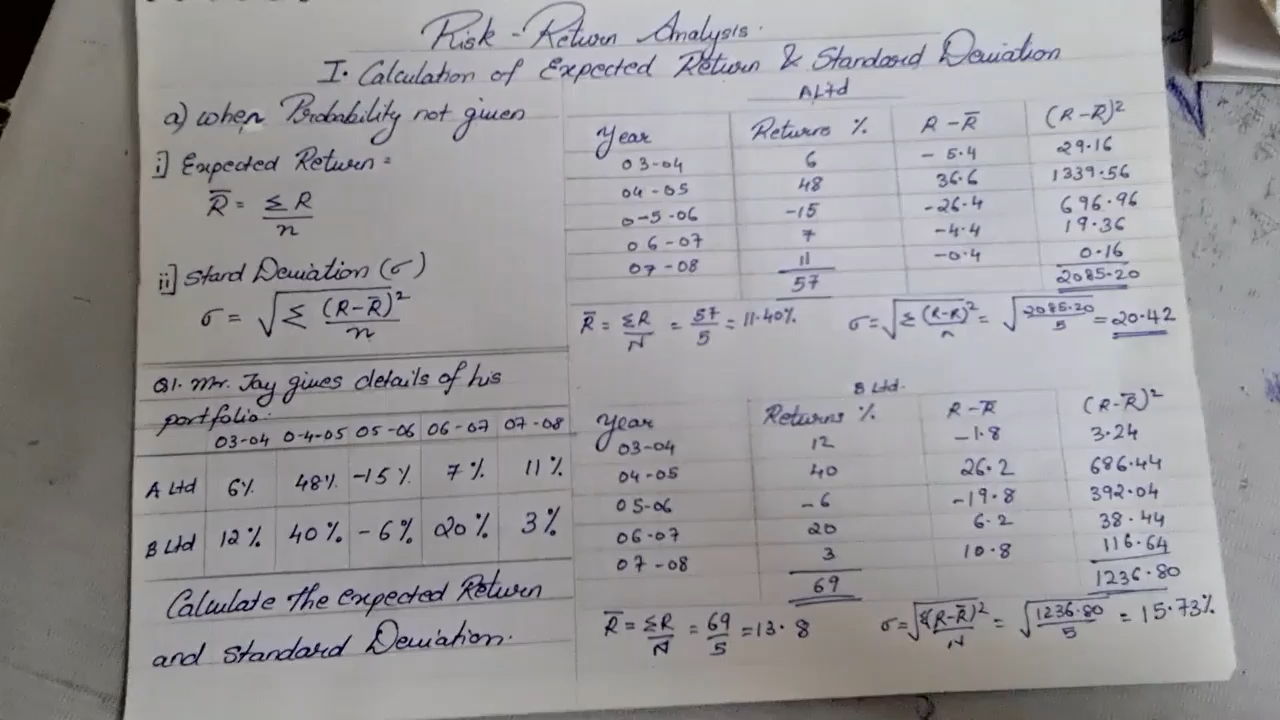 Risk - Return Analysis.
I. Calculation of Expected Return & Standard Deviation
a) when Probability not given
i] Expected Return =
R̅ = Σ R / n
ii] Stard Deviation (σ)
σ = √Σ (R-R̅)² / n
Q1. Mr. Jay gives details of his
portfolio:
03-04 0-4-05 05-06 06-07 07-08
A Ltd 6% 48% -15% 7% 11%
B Ltd 12% 40% -6% 20% 3%
Calculate the expected Return
and Standard Deviation.
A Ltd
Year Returns % R-R̅ (R-R̅)²
03-04 6 -5.4 29.16
04-05 48 36.6 1339.56
0-5-06 -15 -26.4 696.96
06-07 7 -4.4 19.36
07-08 11 -0.4 0.16
57 2085.20
R̅ = ΣR / N = 57 / 5 = 11.40% σ = √Σ (R-R)² / n = √2085.20 / 5 = 20.42
B Ltd.
Year Returns % R-R̅ (R-R̅)²
03-04 12 -1.8 3.24
04-05 40 26.2 686.44
05-06 -6 -19.8 392.04
06-07 20 6.2 38.44
07-08 3 10.8 116.64
69 1236.80
R̅ = ΣR / N = 69 / 5 = 13.8 σ = √Σ(R-R̅)² / N = √1236.80 / 5 = 15.73%